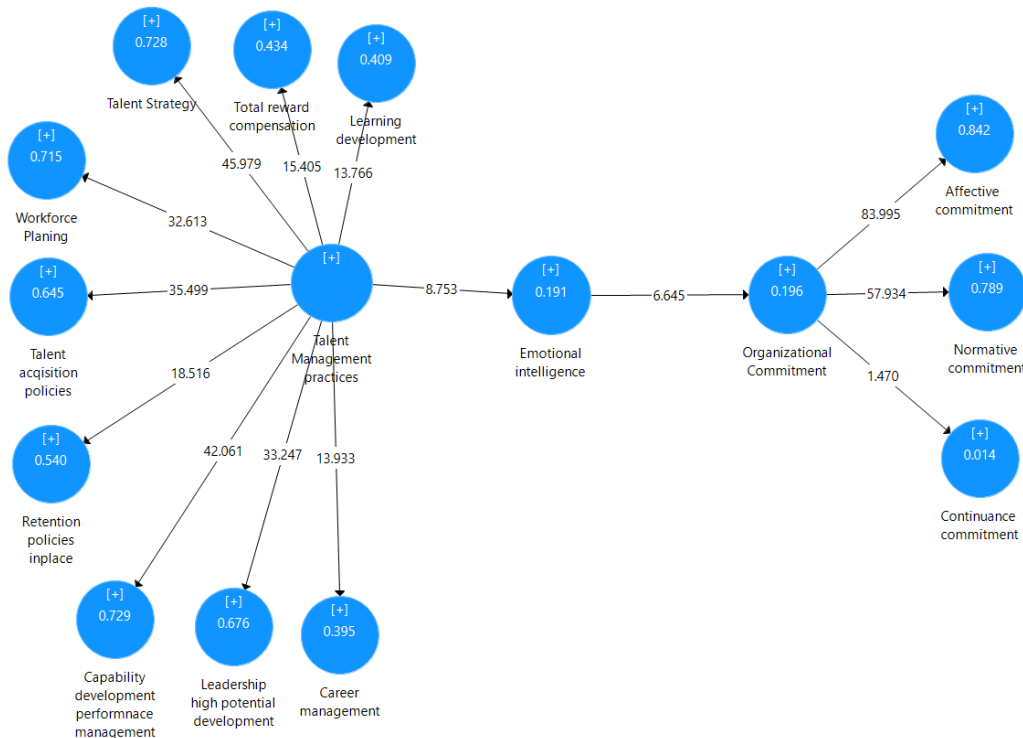 [+]
0.728
Talent Strategy
[+]
0.434
Total reward
compensation
[+]
0.409
Learning
development
[+]
0.715
Workforce
Planing
[+]
0.645
Talent
acqisition
policies
[+]
0.540
Retention
policies
inplace
[+]
0.729
Capability
development
performnace
management
[+]
0.676
Leadership
high potential
development
[+]
0.395
Career
management
45.979
15.405
13.766
32.613
35.499
18.516
42.061
33.247
13.933
[+]
Talent
Management
practices
8.753
[+]
0.191
Emotional
intelligence
6.645
[+]
0.196
Organizational
Commitment
83.995
57.934
1.470
[+]
0.842
Affective
commitment
[+]
0.789
Normative
commitment
[+]
0.014
Continuance
commitment